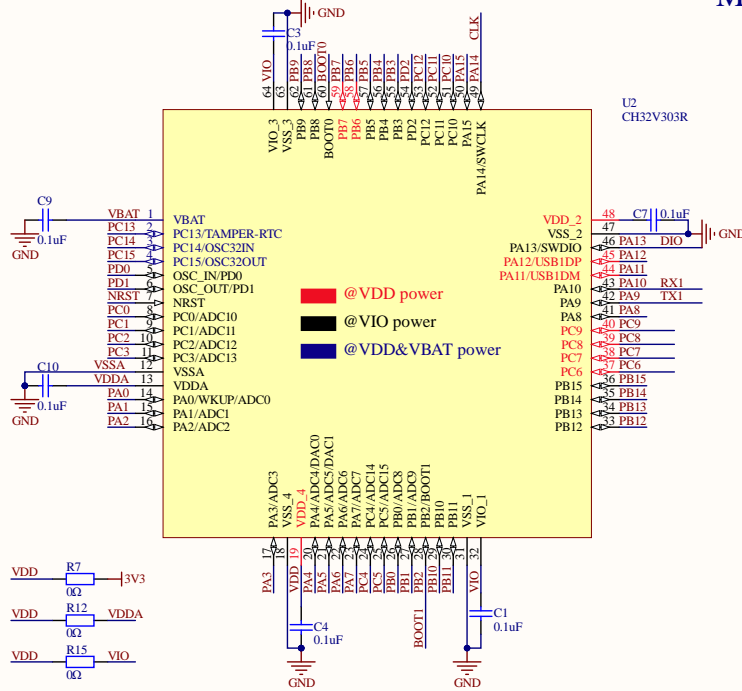 M
GND
C3
0.1uF
CLK
VIO
PB9
PB8
BOOT0
PB7
PB6
PB5
PB4
PB3
PD2
PC12
PC11
PC10
PA15
PA14
64
63
62
61
60
59
58
57
56
55
54
53
52
51
50
49
VIO_3
VSS_3
PB9
PB8
BOOT0
PB7
PB6
PB5
PB4
PB3
PD2
PC12
PC11
PC10
PA15
PA14/SWCLK
U2
CH32V303R
C9
0.1uF
GND
VBAT 1 VBAT
PC13 2 PC13/TAMPER-RTC
PC14 3 PC14/OSC32IN
PC15 4 PC15/OSC32OUT
PD0 5 OSC_IN/PD0
PD1 6 OSC_OUT/PD1
NRST 7 NRST
PC0 8 PC0/ADC10
PC1 9 PC1/ADC11
PC2 10 PC2/ADC12
PC3 11 PC3/ADC13
VSSA 12 VSSA
VDDA 13 VDDA
PA0 14 PA0/WKUP/ADC0
PA1 15 PA1/ADC1
PA2 16 PA2/ADC2
C10
0.1uF
GND
@VDD power
@VIO power
@VDD&VBAT power
VDD_2 48
VSS_2 47
PA13/SWDIO 46 PA13 DIO
PA12/USB1DP 45 PA12
PA11/USB1DM 44 PA11
PA10 43 PA10 RX1
PA9 42 PA9 TX1
PA8 41 PA8
PC9 40 PC9
PC8 39 PC8
PC7 38 PC7
PC6 37 PC6
PB15 36 PB15
PB14 35 PB14
PB13 34 PB13
PB12 33 PB12
C7 0.1uF
GND
PA3/ADC3
VSS_4
VDD_4
PA4/ADC4/DAC0
PA5/ADC5/DAC1
PA6/ADC6
PA7/ADC7
PC4/ADC14
PC5/ADC15
PB0/ADC8
PB1/ADC9
PB2/BOOT1
PB10
PB11
VSS_1
VIO_1
17
18
19
20
21
22
23
24
25
26
27
28
29
30
31
32
PA3
VDD
PA4
PA5
PA6
PA7
PC4
PC5
PB0
PB1
PB2
PB10
PB11
VIO
BOOT1
C4
0.1uF
GND
C1
0.1uF
GND
VDD R7 3V3
0Ω
VDD R12 VDDA
0Ω
VDD R15 VIO
0Ω